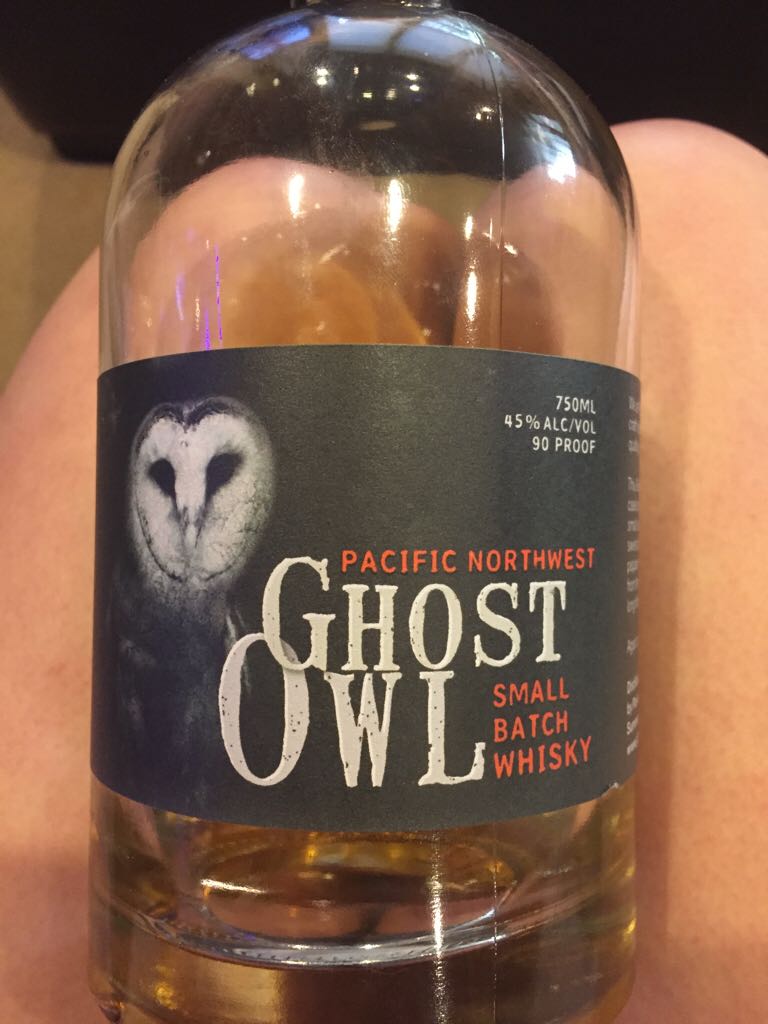 750ML
45% ALC/VOL
90 PROOF
PACIFIC NORTHWEST
GHOST
OWL
SMALL
BATCH
WHISKY